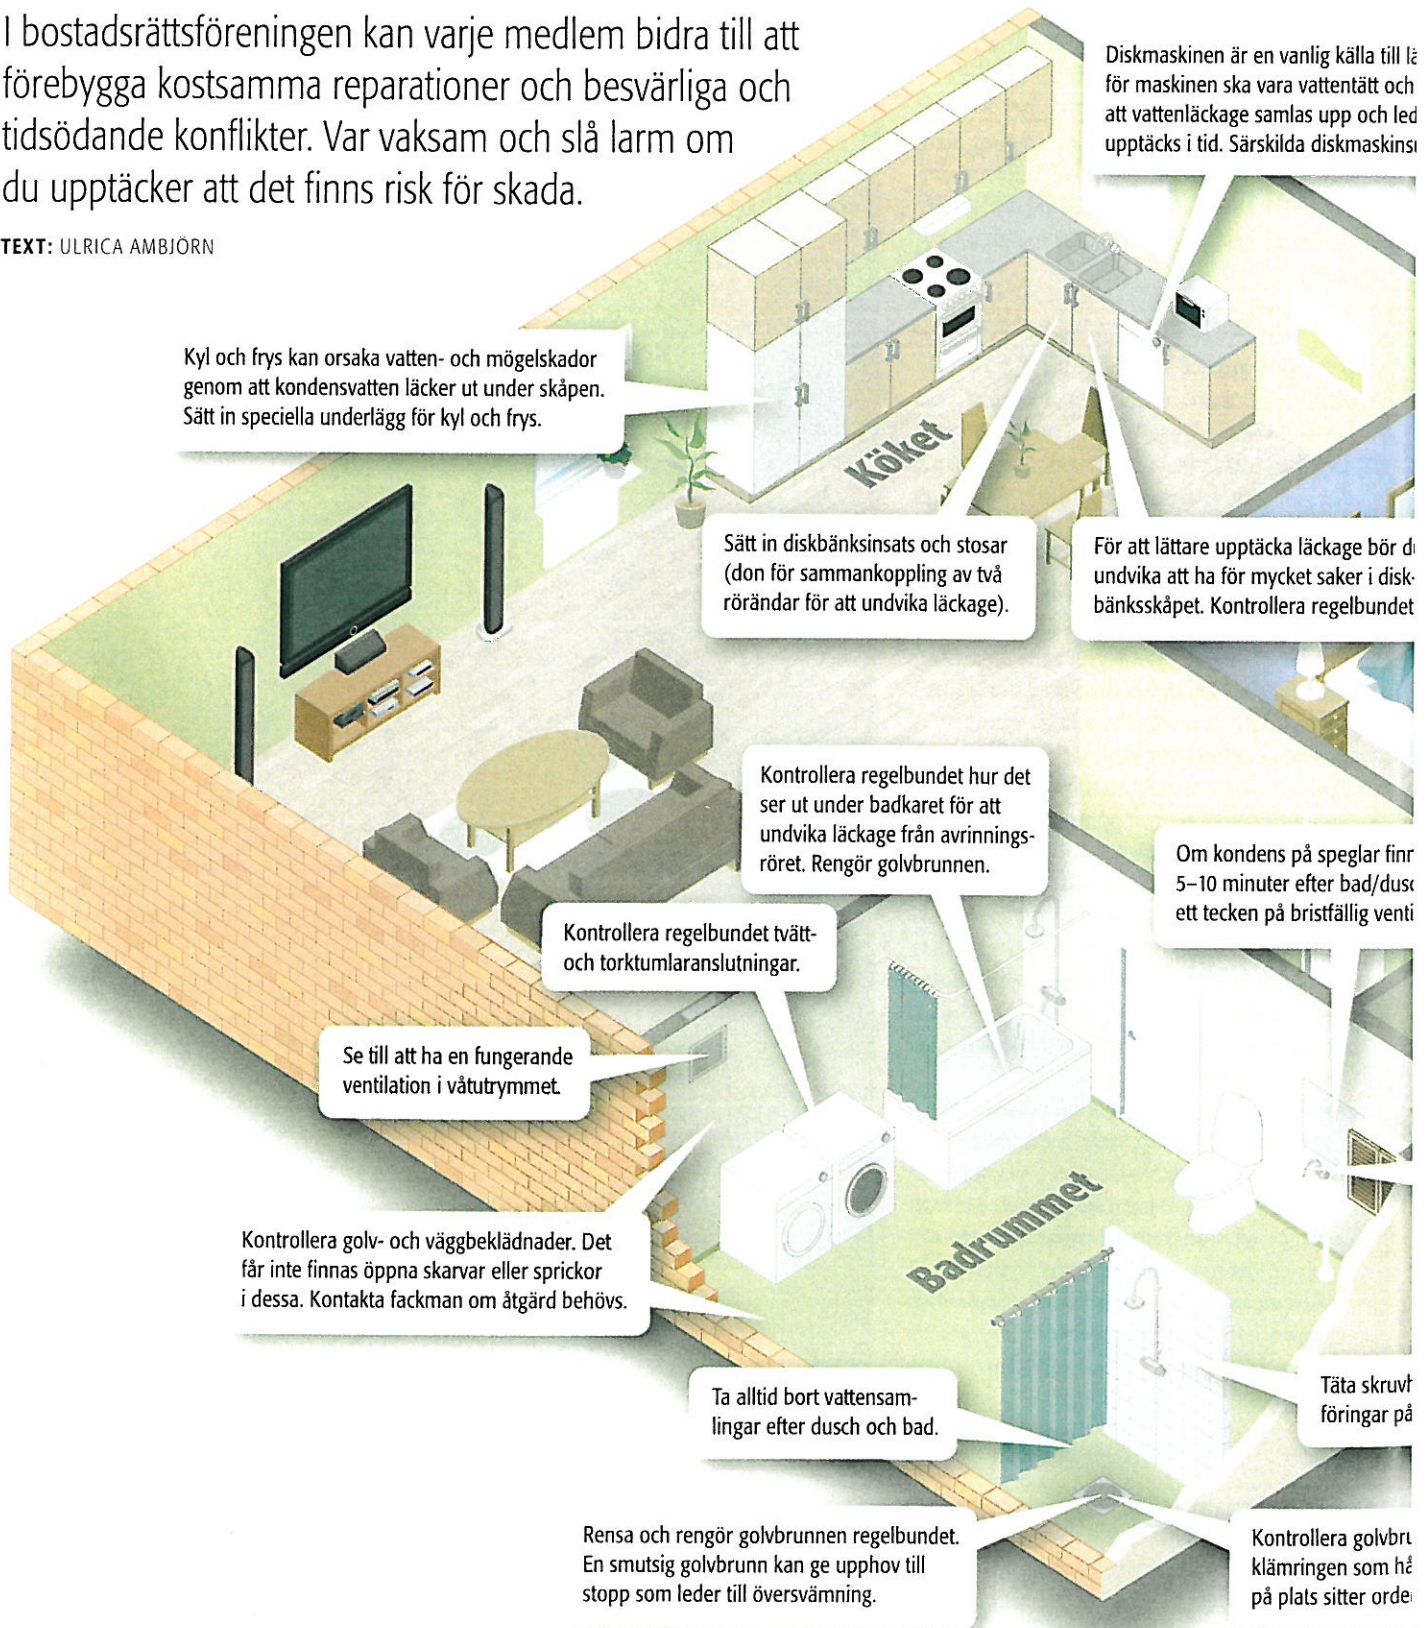 I bostadsrättsföreningen kan varje medlem bidra till att
förebygga kostsamma reparationer och besvärliga och
tidsödande konflikter. Var vaksam och slå larm om
du upptäcker att det finns risk för skada.
TEXT: ULRICA AMBJÖRN
Diskmaskinen är en vanlig källa till
för maskinen ska vara vattentätt och
att vattenläckage samlas upp och
upptäcks i tid. Särskilda
Kyl och frys kan orsaka vatten- och mögelskador
genom att kondensvatten läcker ut under skåpen.
Sätt in speciella underlägg för kyl och frys.
Köket
Sätt in diskbänksinsats och stosar
(don för sammankoppling av två
rörändar för att undvika läckage).
För att lättare upptäcka läckage bör
undvika att ha för mycket saker i disk-
bänksskåpet. Kontrollera regelbundet
Kontrollera regelbundet hur det
ser ut under badkaret för att
undvika läckage från avrinnings-
röret. Rengör golvbrunnen.
Om kondens på speglar
5–10 minuter efter
ett tecken på bristfällig
Kontrollera regelbundet tvätt-
och torktumlaranslutningar.
Se till att ha en fungerande
ventilation i våtutrymmet.
Badrummet
Kontrollera golv- och väggbeklädnader. Det
får inte finnas öppna skarvar eller sprickor
i dessa. Kontakta fackman om åtgärd behövs.
Ta alltid bort vattensam-
lingar efter dusch och bad.
Täta
föringar på
Rensa och rengör golvbrunnen regelbundet.
En smutsig golvbrunn kan ge upphov till
stopp som leder till översvämning.
Kontrollera
klämringen som
på plats sitter